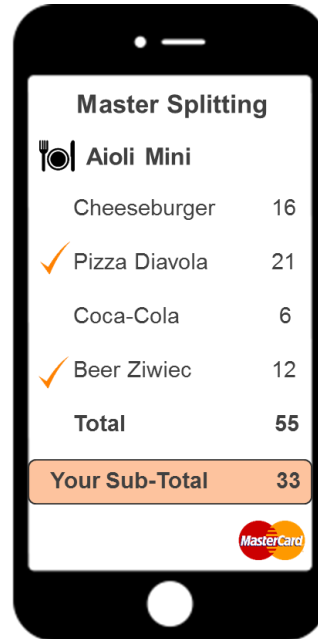 Master Splitting
Aioli Mini
Cheeseburger 16
Pizza Diavola 21
Coca-Cola 6
Beer Ziwiec 12
Total 55
Your Sub-Total 33
MasterCard